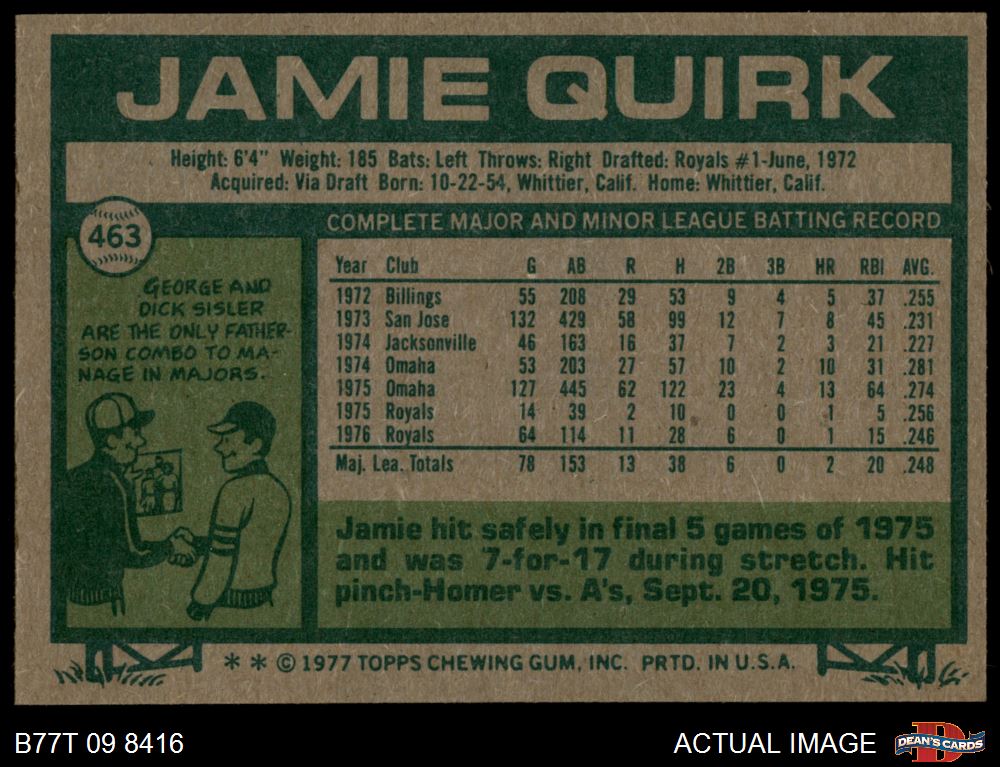 JAMIE QUIRK
Height: 6'4" Weight: 185 Bats: Left Throws: Right Drafted: Royals #1-June, 1972
Acquired: Via Draft Born: 10-22-54, Whittier, Calif. Home: Whittier, Calif.
463
GEORGE AND
DICK SISLER
ARE THE ONLY FATHER-
SON COMBO TO MA-
NAGE IN MAJORS.
COMPLETE MAJOR AND MINOR LEAGUE BATTING RECORD
Year Club G AB R H 2B 3B HR RBI AVG.
1972 Billings 55 208 29 53 9 4 5 37 .255
1973 San Jose 132 429 58 99 12 7 8 45 .231
1974 Jacksonville 46 163 16 37 7 2 3 21 .227
1974 Omaha 53 203 27 57 10 2 10 31 .281
1975 Omaha 127 445 62 122 23 4 13 64 .274
1975 Royals 14 39 2 10 0 0 1 5 .256
1976 Royals 64 114 11 28 6 0 1 15 .246
Maj. Lea. Totals 78 153 13 38 6 0 2 20 .248
Jamie hit safely in final 5 games of 1975
and was 7-for-17 during stretch. Hit
pinch-Homer vs. A's, Sept. 20, 1975.
* * © 1977 TOPPS CHEWING GUM, INC. PRTD. IN U.S.A.
B77T 09 8416
ACTUAL IMAGE
D
DEAN'S CARDS